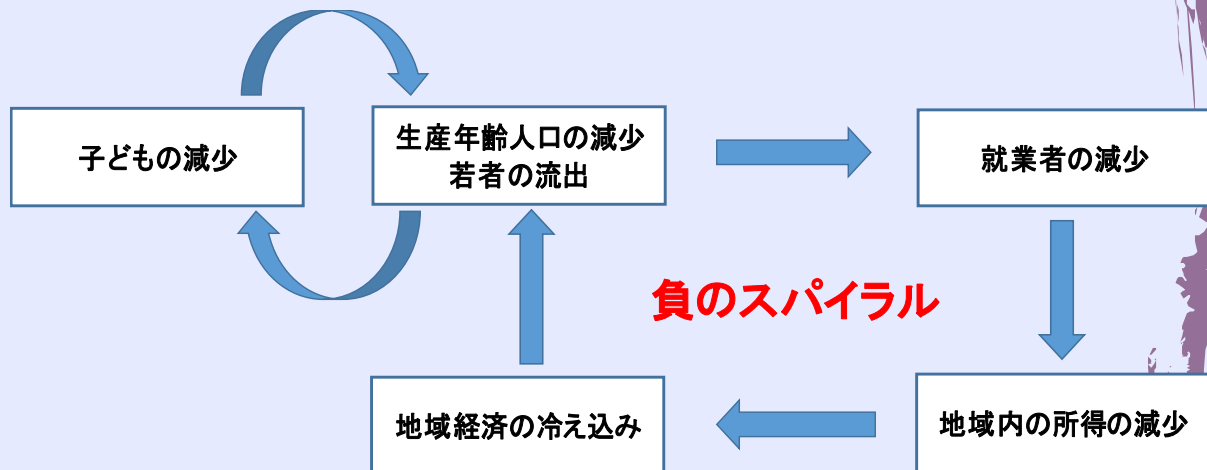 子どもの減少
生産年齢人口の減少
若者の流出
就業者の減少
負のスパイラル
地域経済の冷え込み
地域内の所得の減少